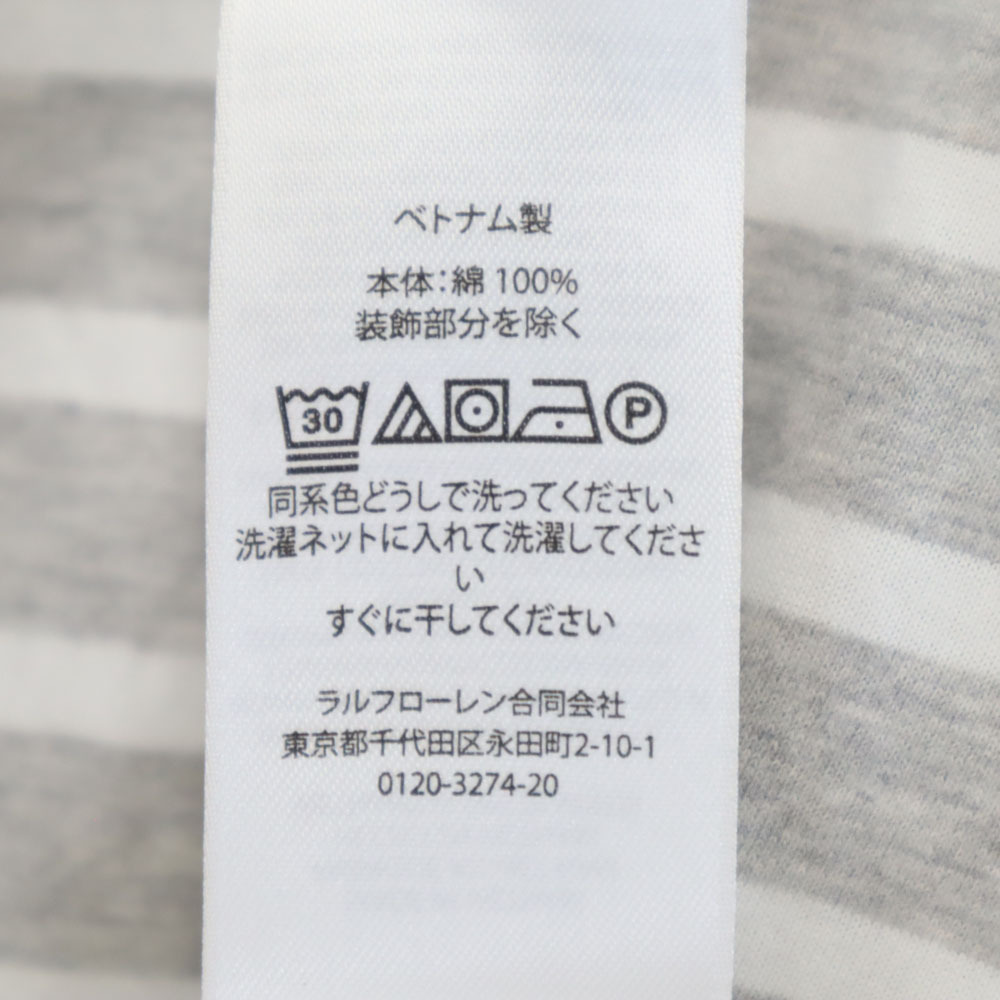 ベトナム製
本体：綿 100%
装飾部分を除く
30 P
同系色どうしで洗ってください
洗濯ネットに入れて洗濯してくださ
い
すぐに干してください
ラルフローレン合同会社
東京都千代田区永田町2-10-1
0120-3274-20